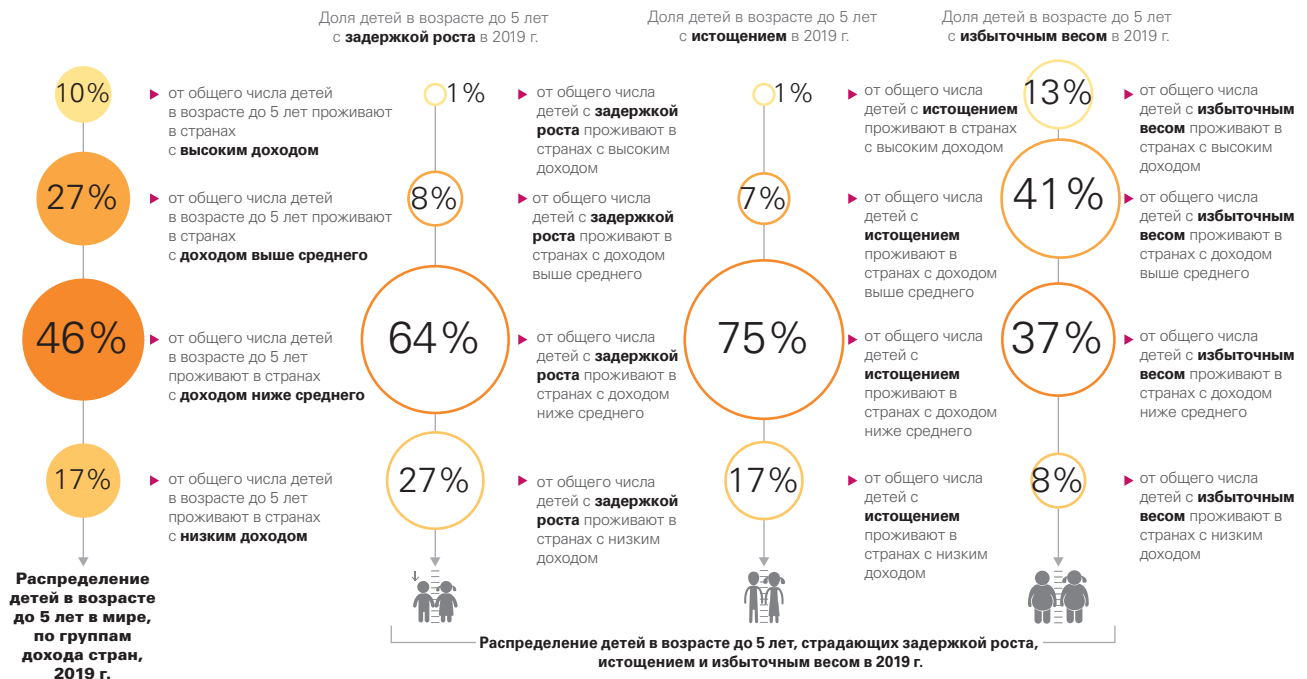 Доля детей в возрасте до 5 лет
с задержкой роста в 2019 г.
Доля детей в возрасте до 5 лет
с истощением в 2019 г.
Доля детей в возрасте до 5 лет
с избыточным весом в 2019 г.
10%
от общего числа детей
в возрасте до 5 лет проживают
в странах
с высоким доходом
1%
от общего числа
детей с задержкой
роста проживают в
странах с высоким
доходом
1%
от общего числа
детей с истощением
проживают в странах
с высоким доходом
13%
от общего числа
детей с избыточным
весом проживают в
странах с высоким
доходом
27%
от общего числа детей
в возрасте до 5 лет проживают
в странах
с доходом выше среднего
8%
от общего числа
детей с задержкой
роста проживают в
странах с доходом
выше среднего
7%
от общего числа
детей с
истощением
проживают в
странах с доходом
выше среднего
41%
от общего числа
детей с избыточным
весом проживают в
странах с доходом
выше среднего
46%
от общего числа детей
в возрасте до 5 лет
проживают в странах
с доходом ниже среднего
64%
от общего числа
детей с задержкой
роста проживают в
странах с доходом
ниже среднего
75%
от общего числа
детей с
истощением
проживают в
странах с доходом
ниже среднего
37%
от общего числа
детей с избыточным
весом проживают в
странах с доходом
ниже среднего
17%
от общего числа детей
в возрасте до 5 лет
проживают в странах
с низким доходом
27%
от общего числа
детей с задержкой
роста проживают в
странах с низким
доходом
17%
от общего числа
детей с
истощением
проживают в
странах с низким
доходом
8%
от общего числа
детей с избыточным
весом проживают в
странах с низким
доходом
Распределение
детей в возрасте
до 5 лет в мире,
по группам
дохода стран,
2019 г.
Распределение детей в возрасте до 5 лет, страдающих задержкой роста,
истощением и избыточным весом в 2019 г.